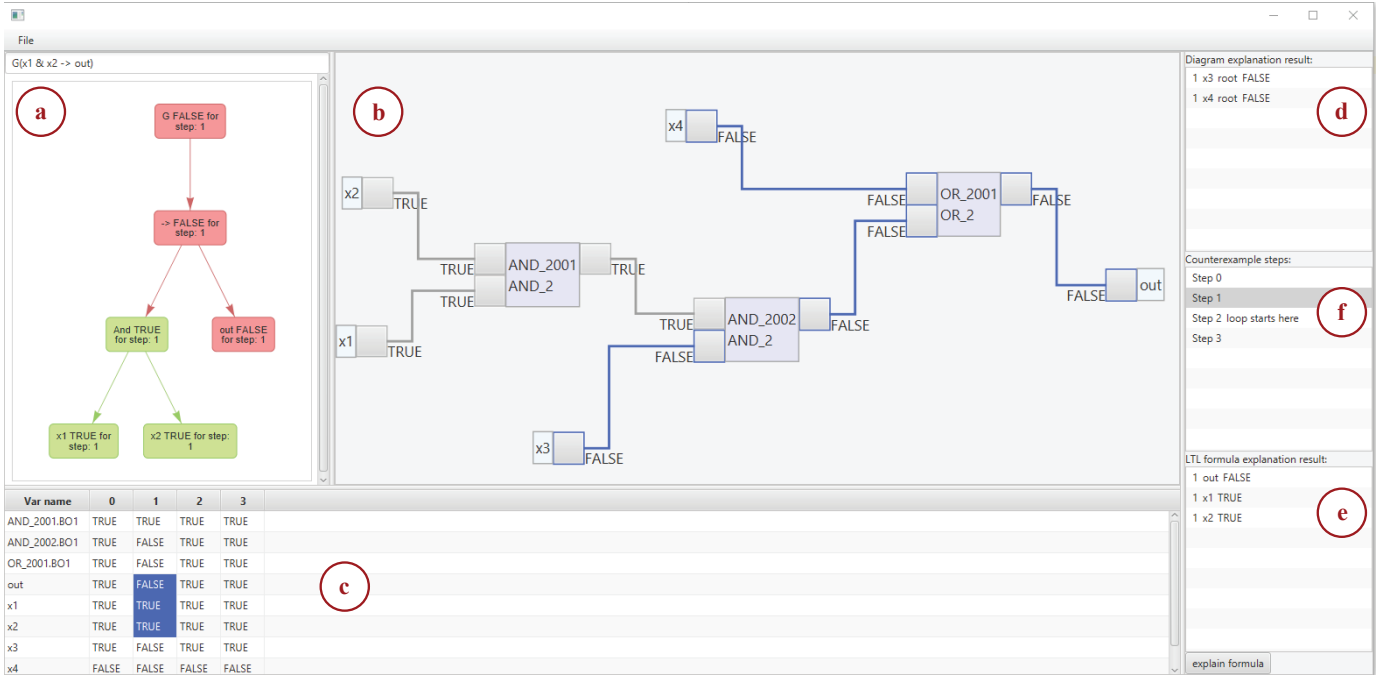 File
G(x1 & x2 -> out)
a
G FALSE for
step: 1
-> FALSE for
step: 1
And TRUE
for step: 1
out FALSE
for step: 1
x1 TRUE for
step: 1
x2 TRUE for step:
1
b
x4
FALSE
x2
TRUE
TRUE
AND_2001
TRUE
AND_2
TRUE
x1
TRUE
FALSE
OR_2001
FALSE
OR_2
FALSE
FALSE
out
TRUE
AND_2002
FALSE
AND_2
FALSE
x3
FALSE
Diagram explanation result:
1 x3 root FALSE
1 x4 root FALSE
d
Counterexample steps:
Step 0
Step 1
Step 2 loop starts here
Step 3
f
LTL formula explanation result:
1 out FALSE
1 x1 TRUE
1 x2 TRUE
e
explain formula
Var name 0 1 2 3
AND_2001.BO1 TRUE TRUE TRUE TRUE
AND_2002.BO1 TRUE FALSE TRUE TRUE
OR_2001.BO1 TRUE FALSE TRUE TRUE
out TRUE FALSE TRUE TRUE
x1 TRUE TRUE TRUE TRUE
x2 TRUE TRUE TRUE TRUE
x3 TRUE FALSE TRUE TRUE
x4 FALSE FALSE FALSE FALSE
c